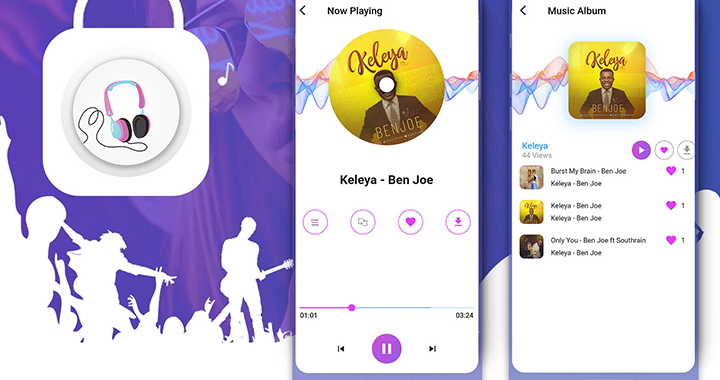 Now Playing
Keleya
BENJOE
Keleya - Ben Joe
01:01
03:24
Music Album
Keleya
BENJOE
Keleya
44 Views
Burst My Brain - Ben Joe
1
Keleya - Ben Joe
Keleya - Ben Joe
1
Keleya - Ben Joe
Only You - Ben Joe ft Southrain
1
Keleya - Ben Joe